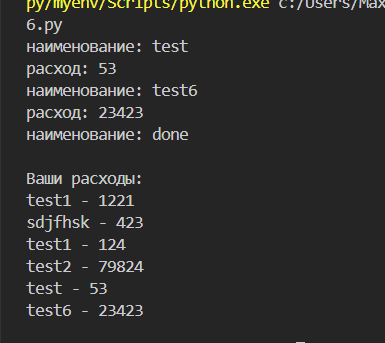 py/myenv/Scripts/python.exe c:/Users/Max
6.py
наименование: test
расход: 53
наименование: test6
расход: 23423
наименование: done
Ваши расходы:
test1 - 1221
sdjfhsk - 423
test1 - 124
test2 - 79824
test - 53
test6 - 23423